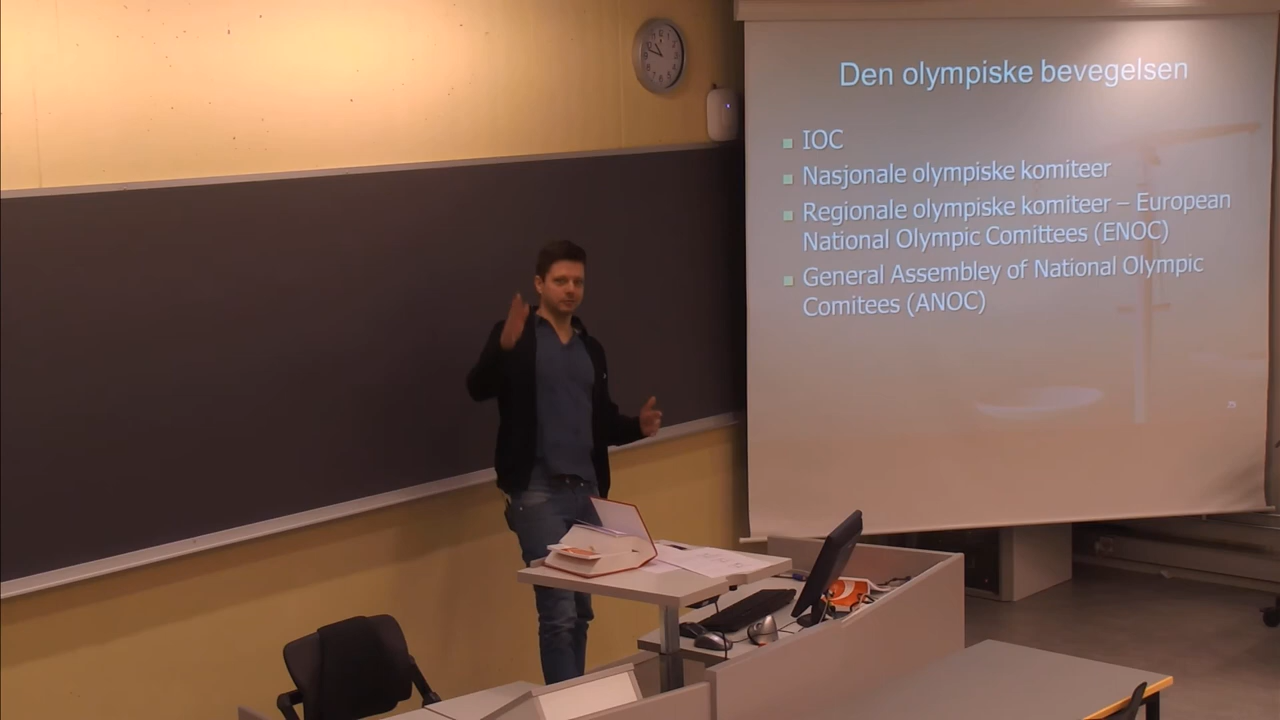 Den olympiske bevegelsen
IOC
Nasjonale olympiske komiteer
Regionale olympiske komiteer – European
National Olympic Comittees (ENOC)
General Assembley of National Olympic
Comitees (ANOC)